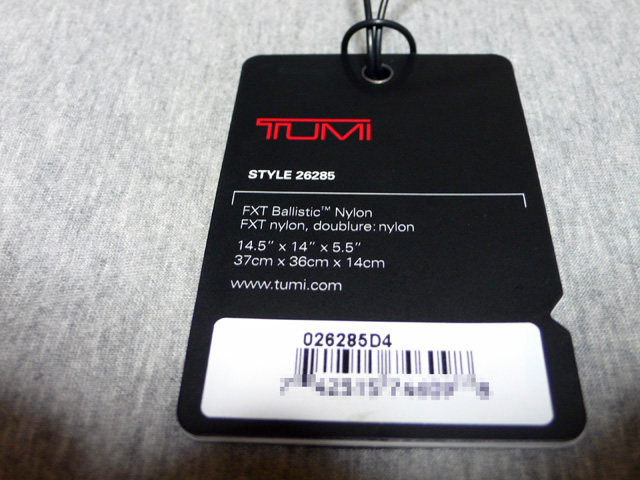 TUMI
STYLE 26285
FXT Ballistic™ Nylon
FXT nylon, doublure: nylon
14.5" x 14" x 5.5"
37cm x 36cm x 14cm
www.tumi.com
026285D4